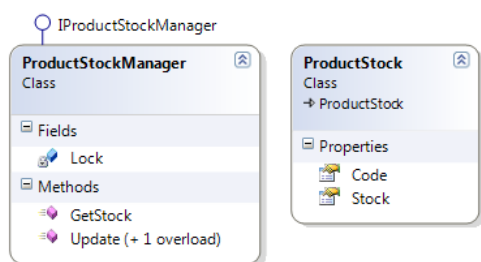 IProductStockManager
ProductStockManager
Class
Fields
Lock
Methods
GetStock
Update (+ 1 overload)
ProductStock
Class
ProductStock
Properties
Code
Stock